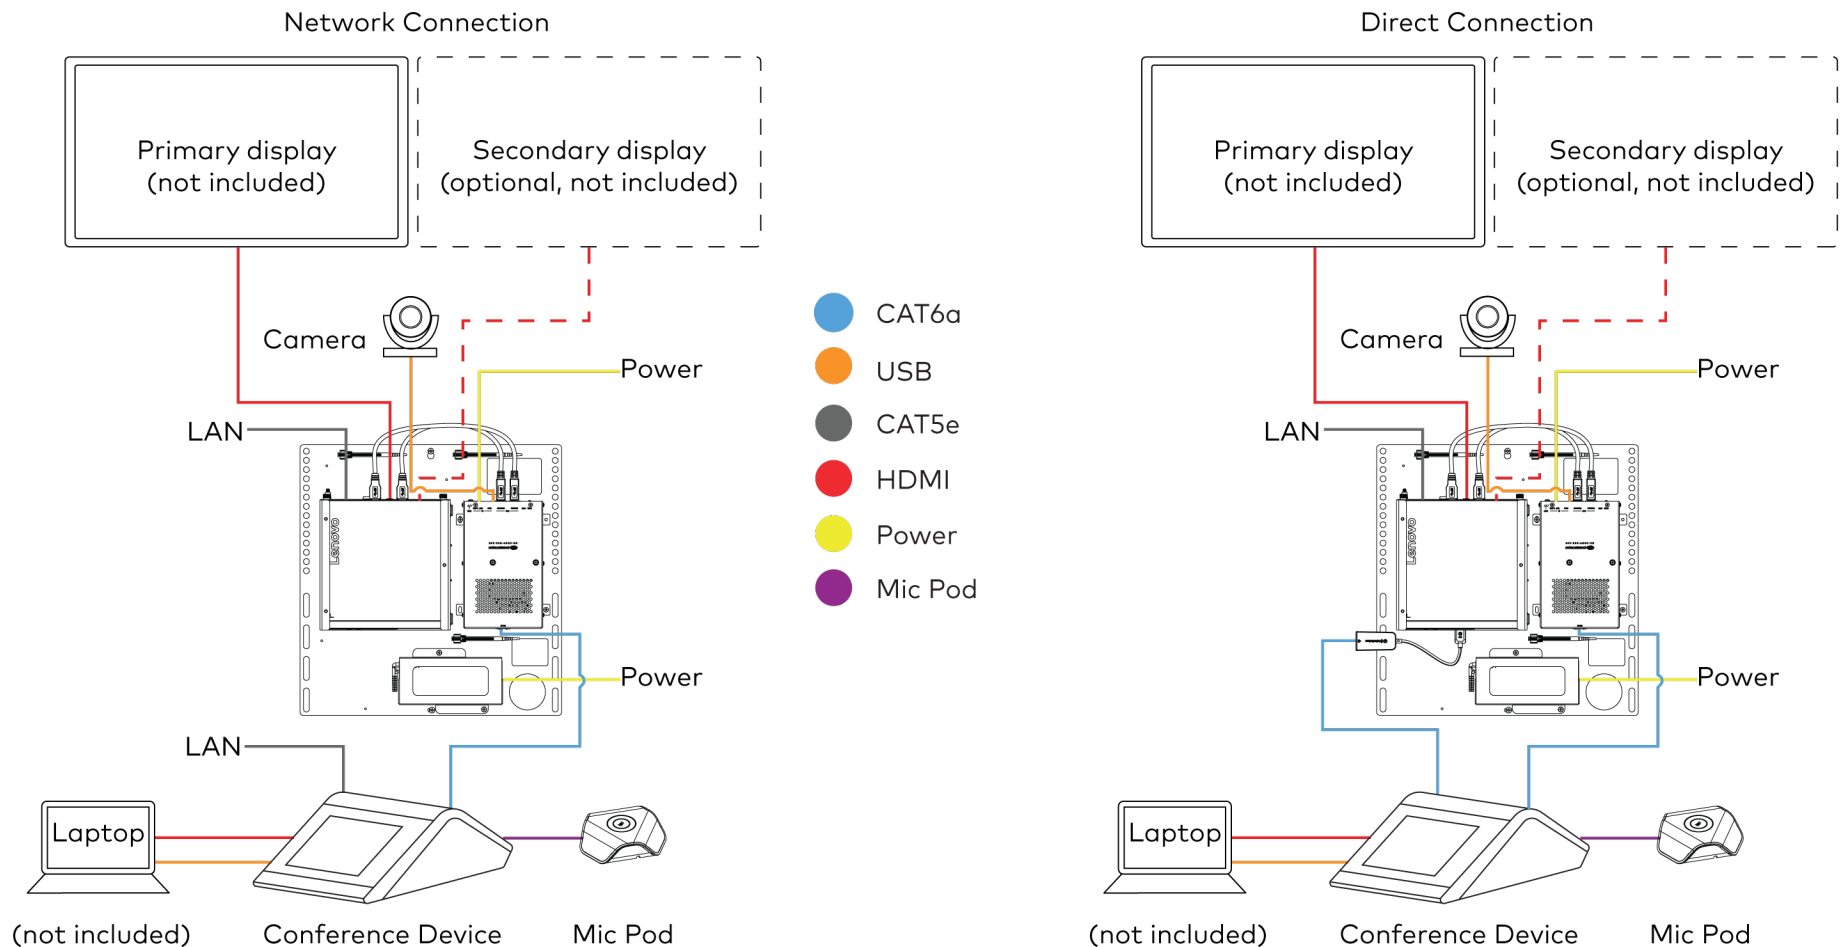 Network Connection
Primary display
(not included)
Secondary display
(optional, not included)
Camera
Power
LAN
Lenovo
Power
LAN
Laptop
(not included)
Conference Device
Mic Pod
CAT6a
USB
CAT5e
HDMI
Power
Mic Pod
Direct Connection
Primary display
(not included)
Secondary display
(optional, not included)
Camera
Power
LAN
Lenovo
Power
Laptop
(not included)
Conference Device
Mic Pod